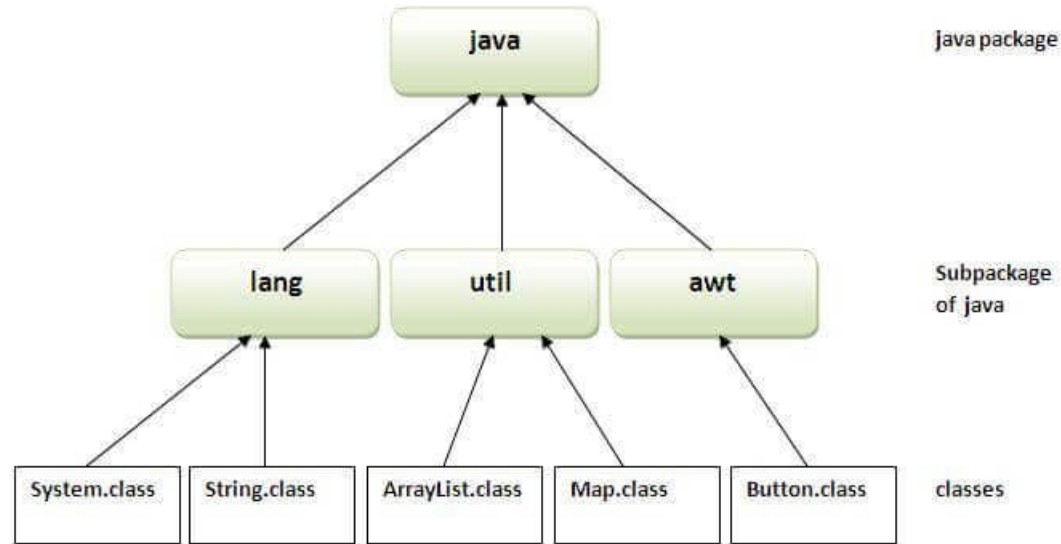 java
java package
lang
util
awt
Subpackage
of java
System.class
String.class
ArrayList.class
Map.class
Button.class
classes